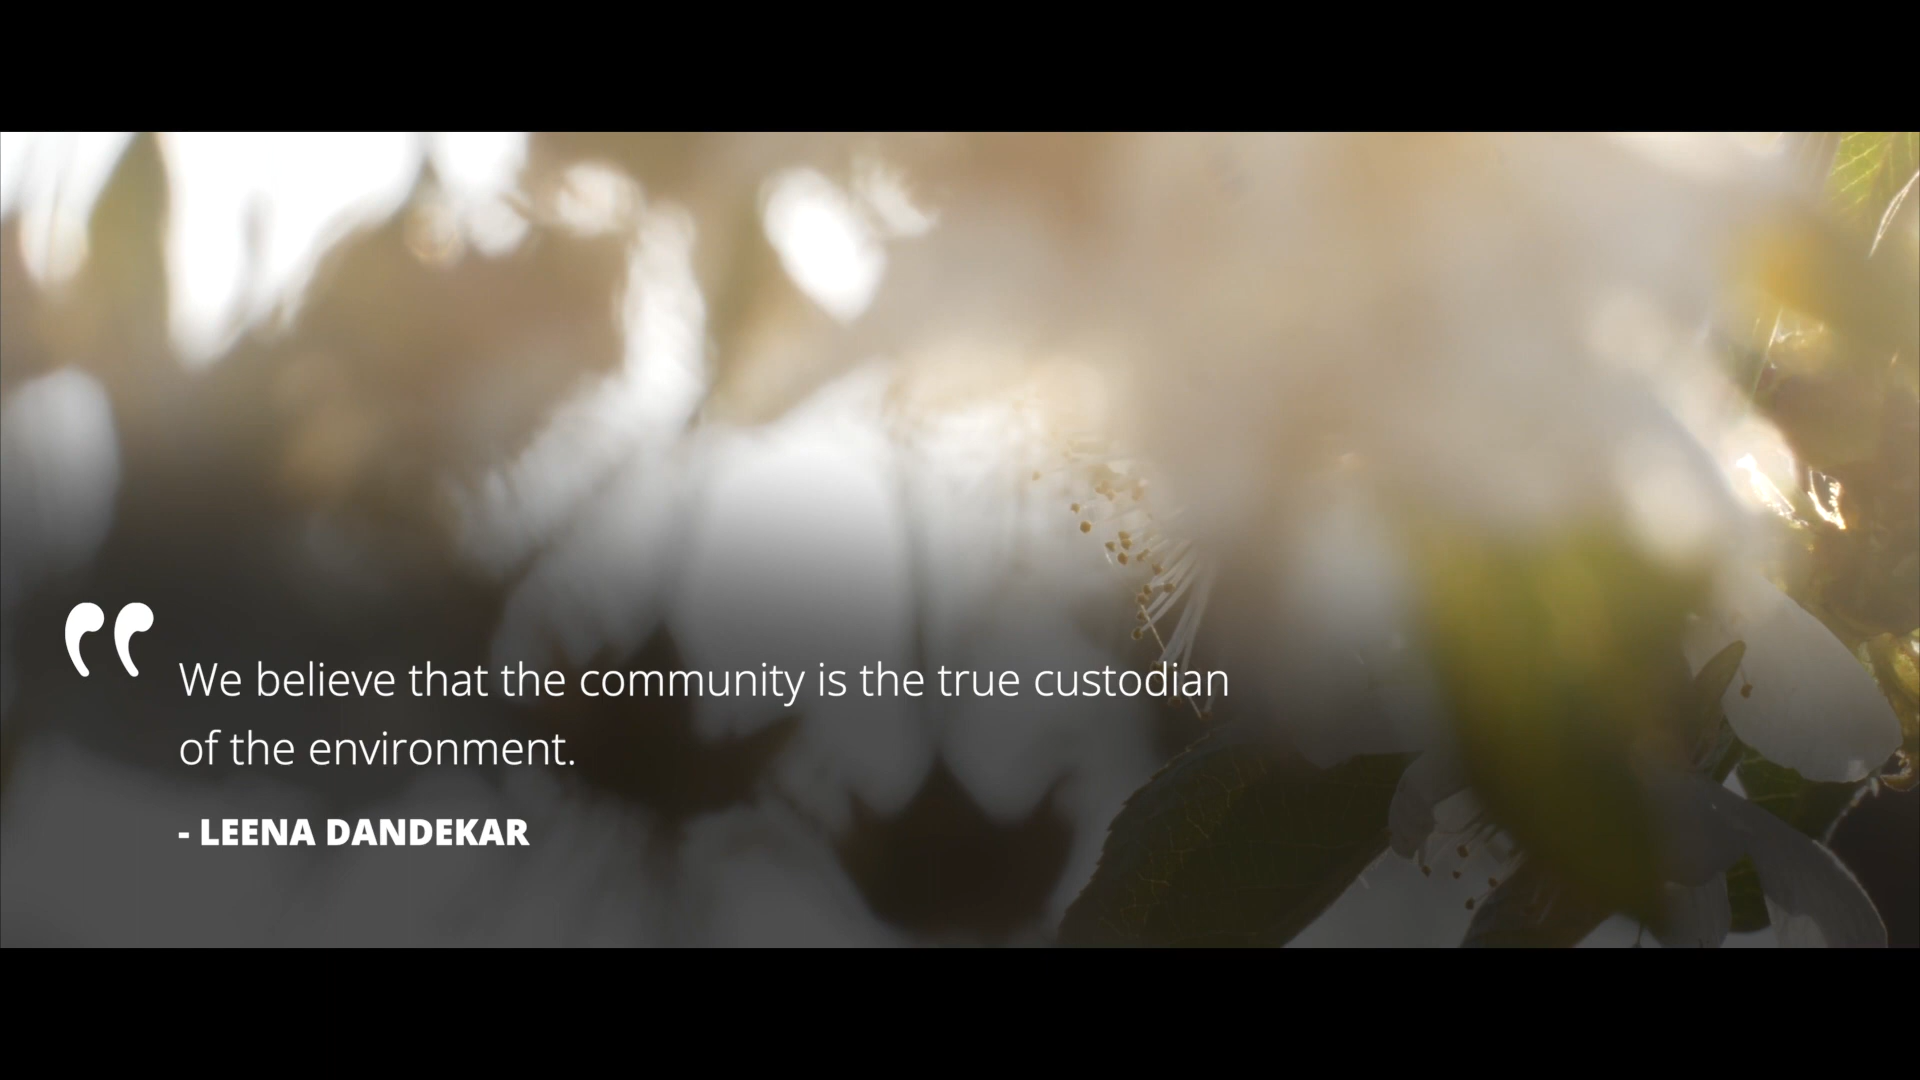 “
We believe that the community is the true custodian
of the environment.
- LEENA DANDEKAR